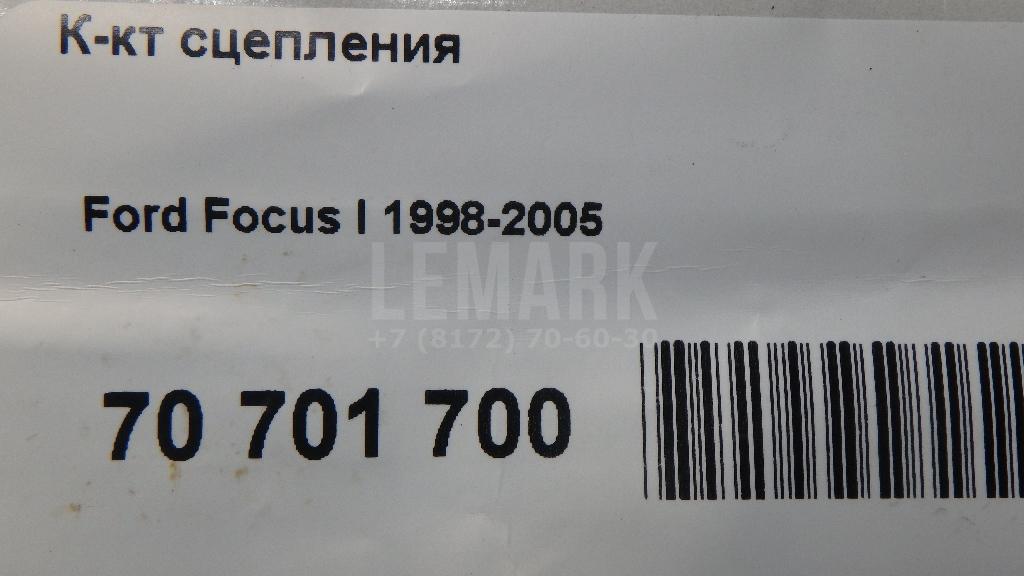 К-кт сцепления
Ford Focus I 1998-2005
LEMARK
+7 (8172) 70-60-30
70 701 700